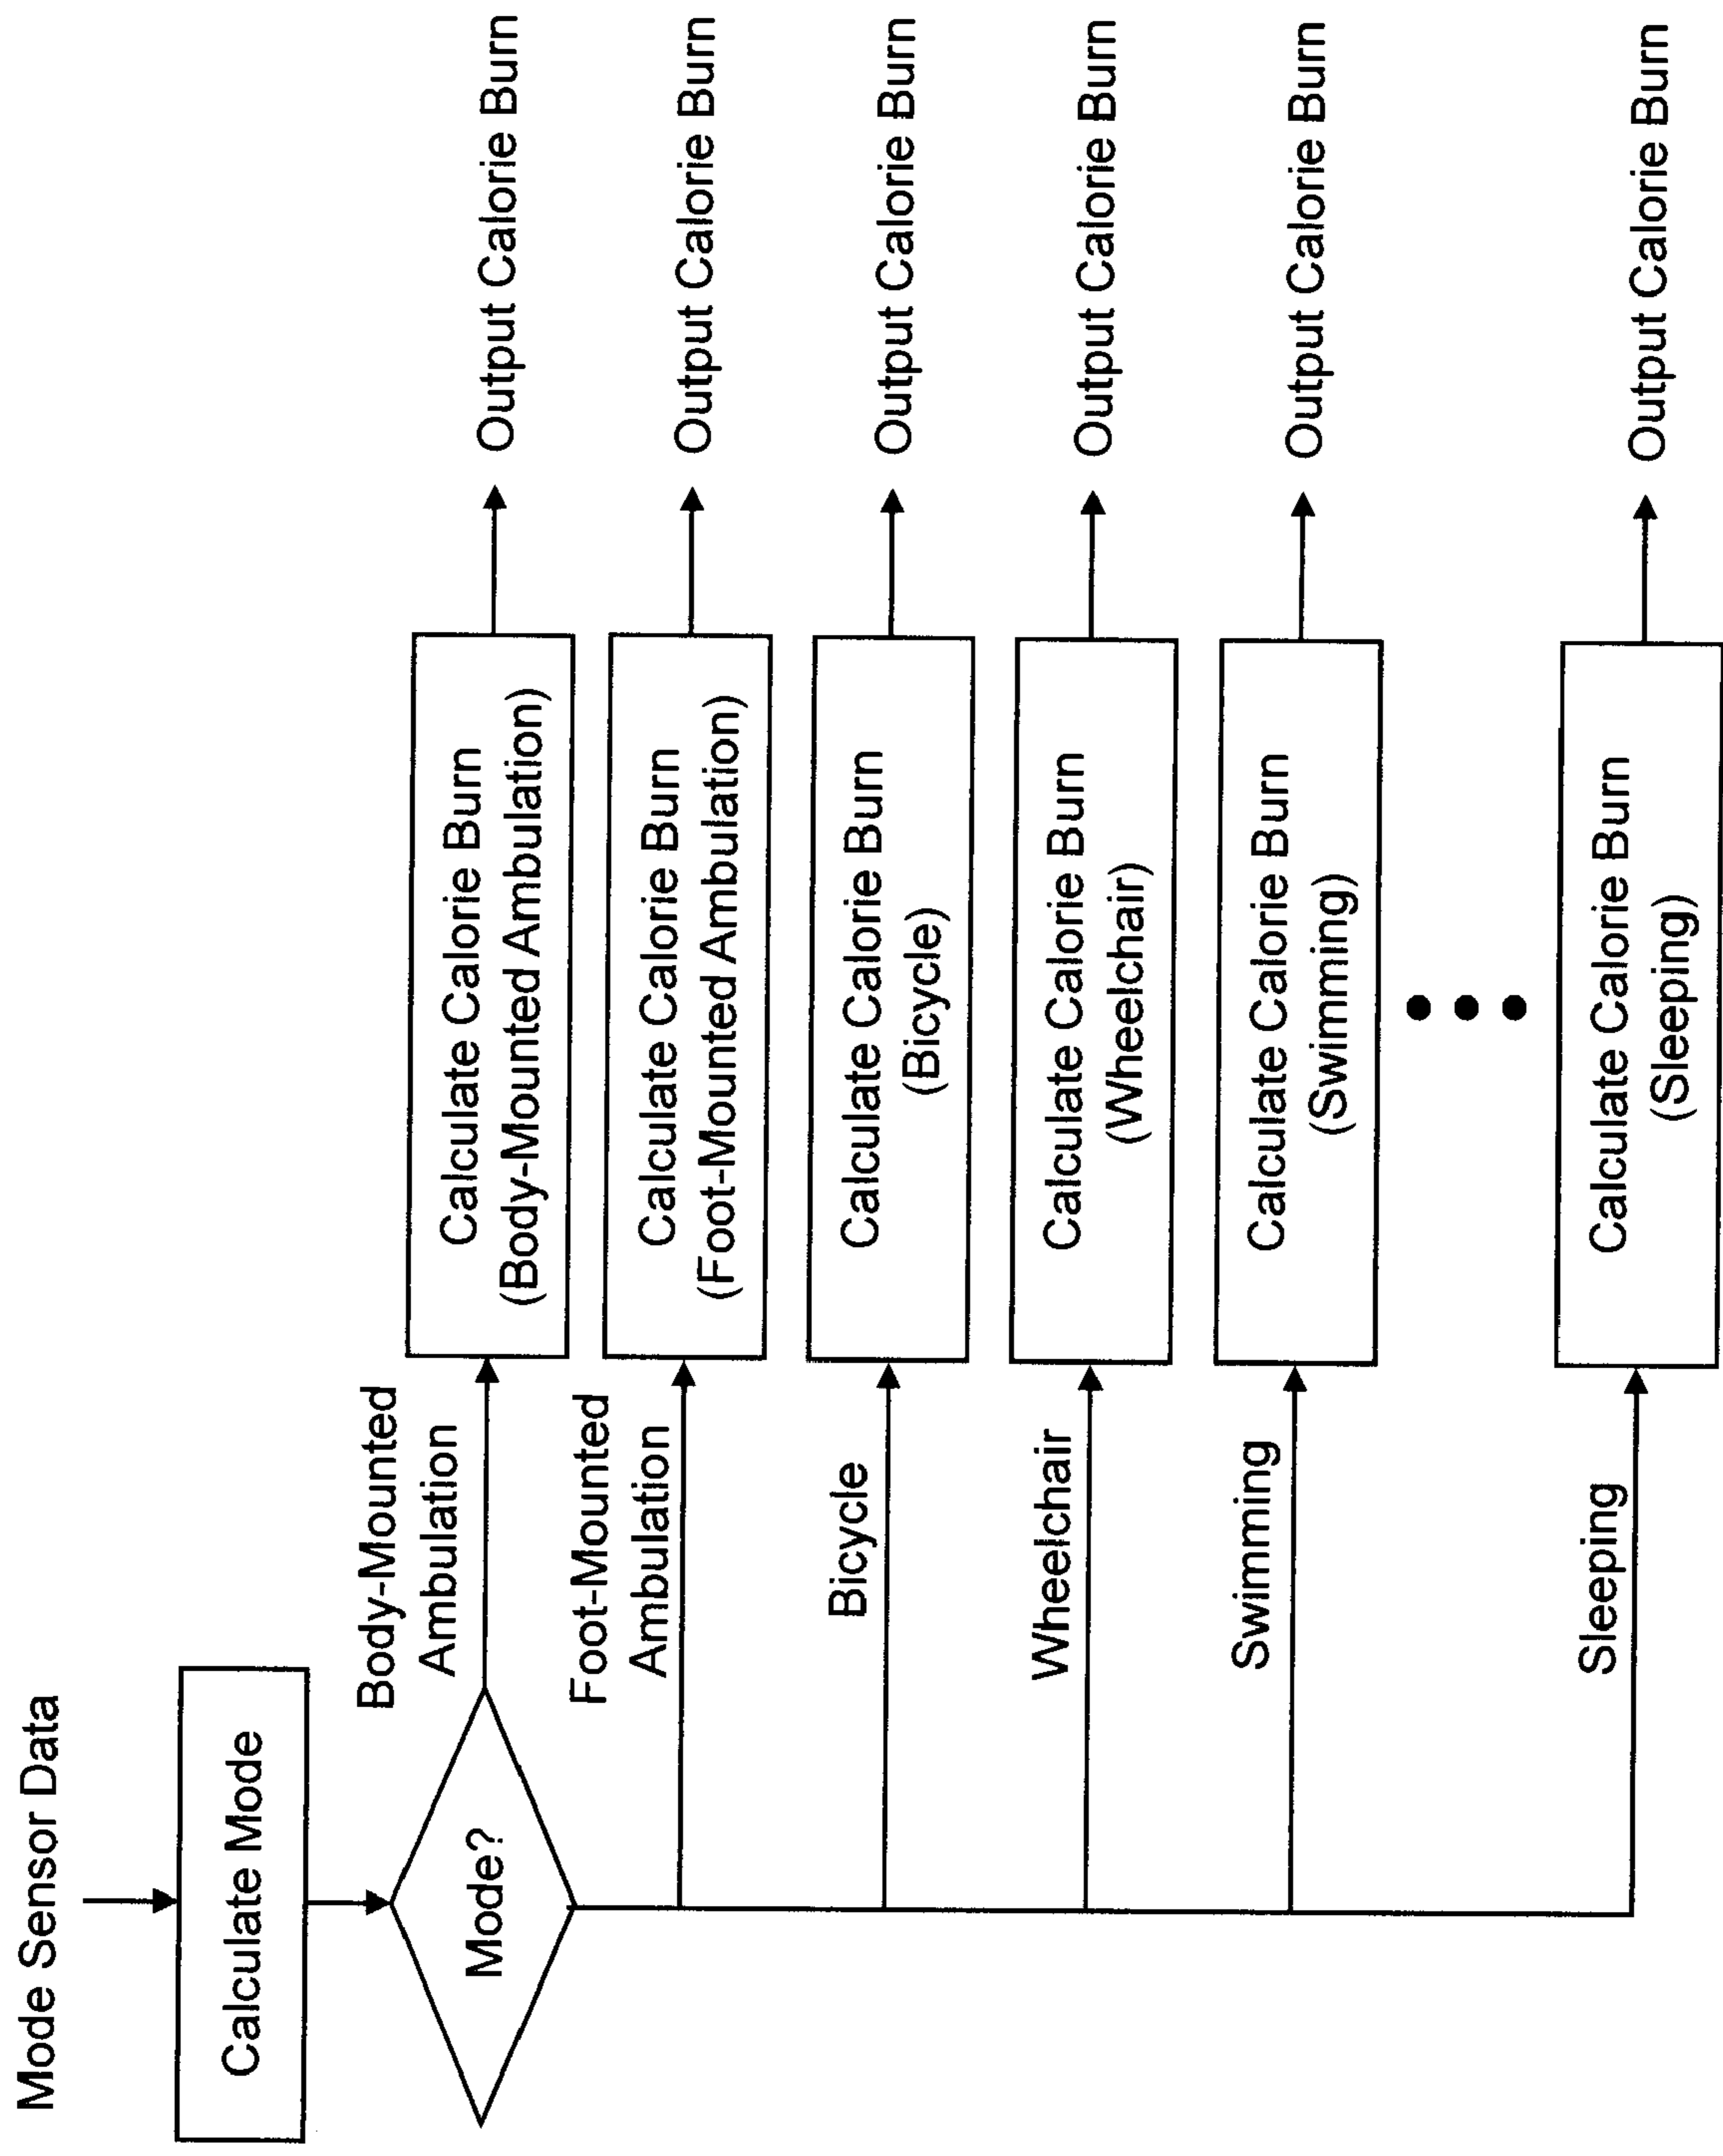 Mode Sensor Data
Calculate Mode
Mode?
Body-Mounted
Ambulation
Calculate Calorie Burn
(Body-Mounted Ambulation)
Output Calorie Burn
Foot-Mounted
Ambulation
Calculate Calorie Burn
(Foot-Mounted Ambulation)
Output Calorie Burn
Bicycle
Calculate Calorie Burn
(Bicycle)
Output Calorie Burn
Wheelchair
Calculate Calorie Burn
(Wheelchair)
Output Calorie Burn
Swimming
Calculate Calorie Burn
(Swimming)
Output Calorie Burn
Sleeping
Calculate Calorie Burn
(Sleeping)
Output Calorie Burn